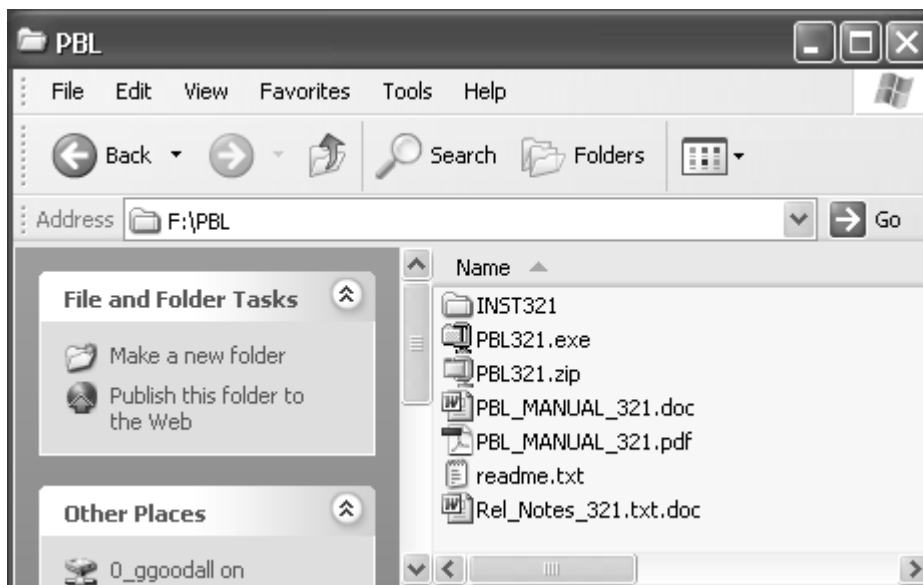 PBL
File Edit View Favorites Tools Help
Back Search Folders
Address F:\PBL Go
File and Folder Tasks
Make a new folder
Publish this folder to
the Web
Other Places
0_ggoodall on
Name
INST321
PBL321.exe
PBL321.zip
PBL_MANUAL_321.doc
PBL_MANUAL_321.pdf
readme.txt
Rel_Notes_321.txt.doc